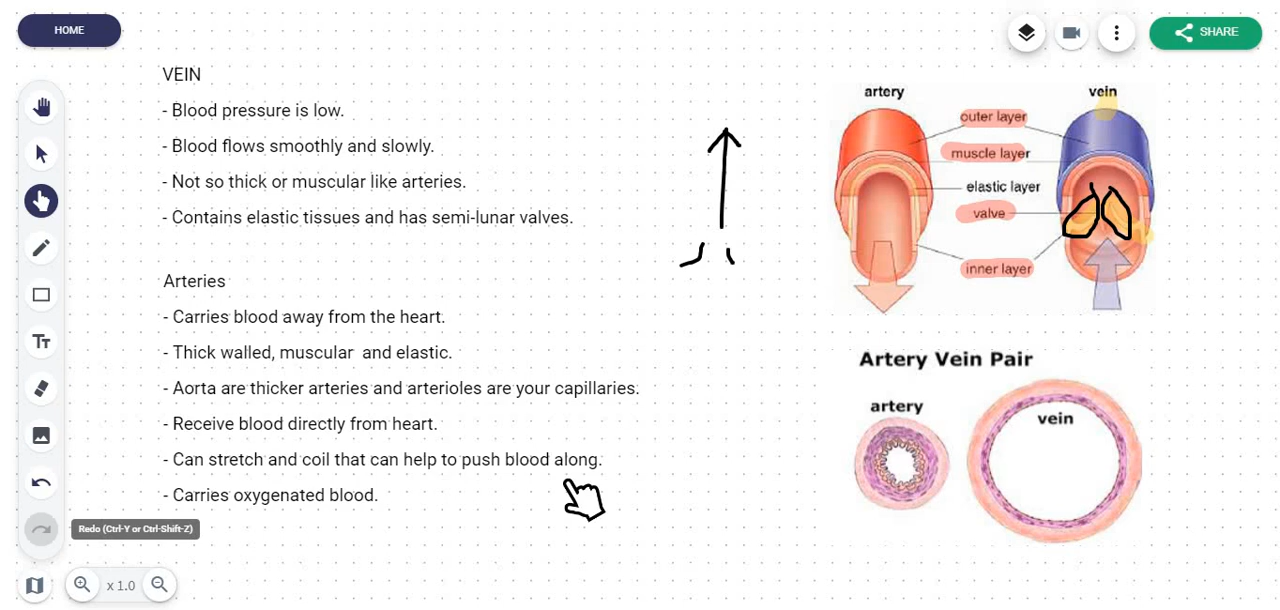 HOME
SHARE
VEIN
- Blood pressure is low.
- Blood flows smoothly and slowly.
- Not so thick or muscular like arteries.
- Contains elastic tissues and has semi-lunar valves.
Arteries
- Carries blood away from the heart.
- Thick walled, muscular and elastic.
- Aorta are thicker arteries and arterioles are your capillaries.
- Receive blood directly from heart.
- Can stretch and coil that can help to push blood along.
- Carries oxygenated blood.
artery
vein
outer layer
muscle layer
elastic layer
valve
inner layer
Artery Vein Pair
artery
vein
Tт
Redo (Ctrl-Y or Ctrl-Shift-Z)
x 1.0